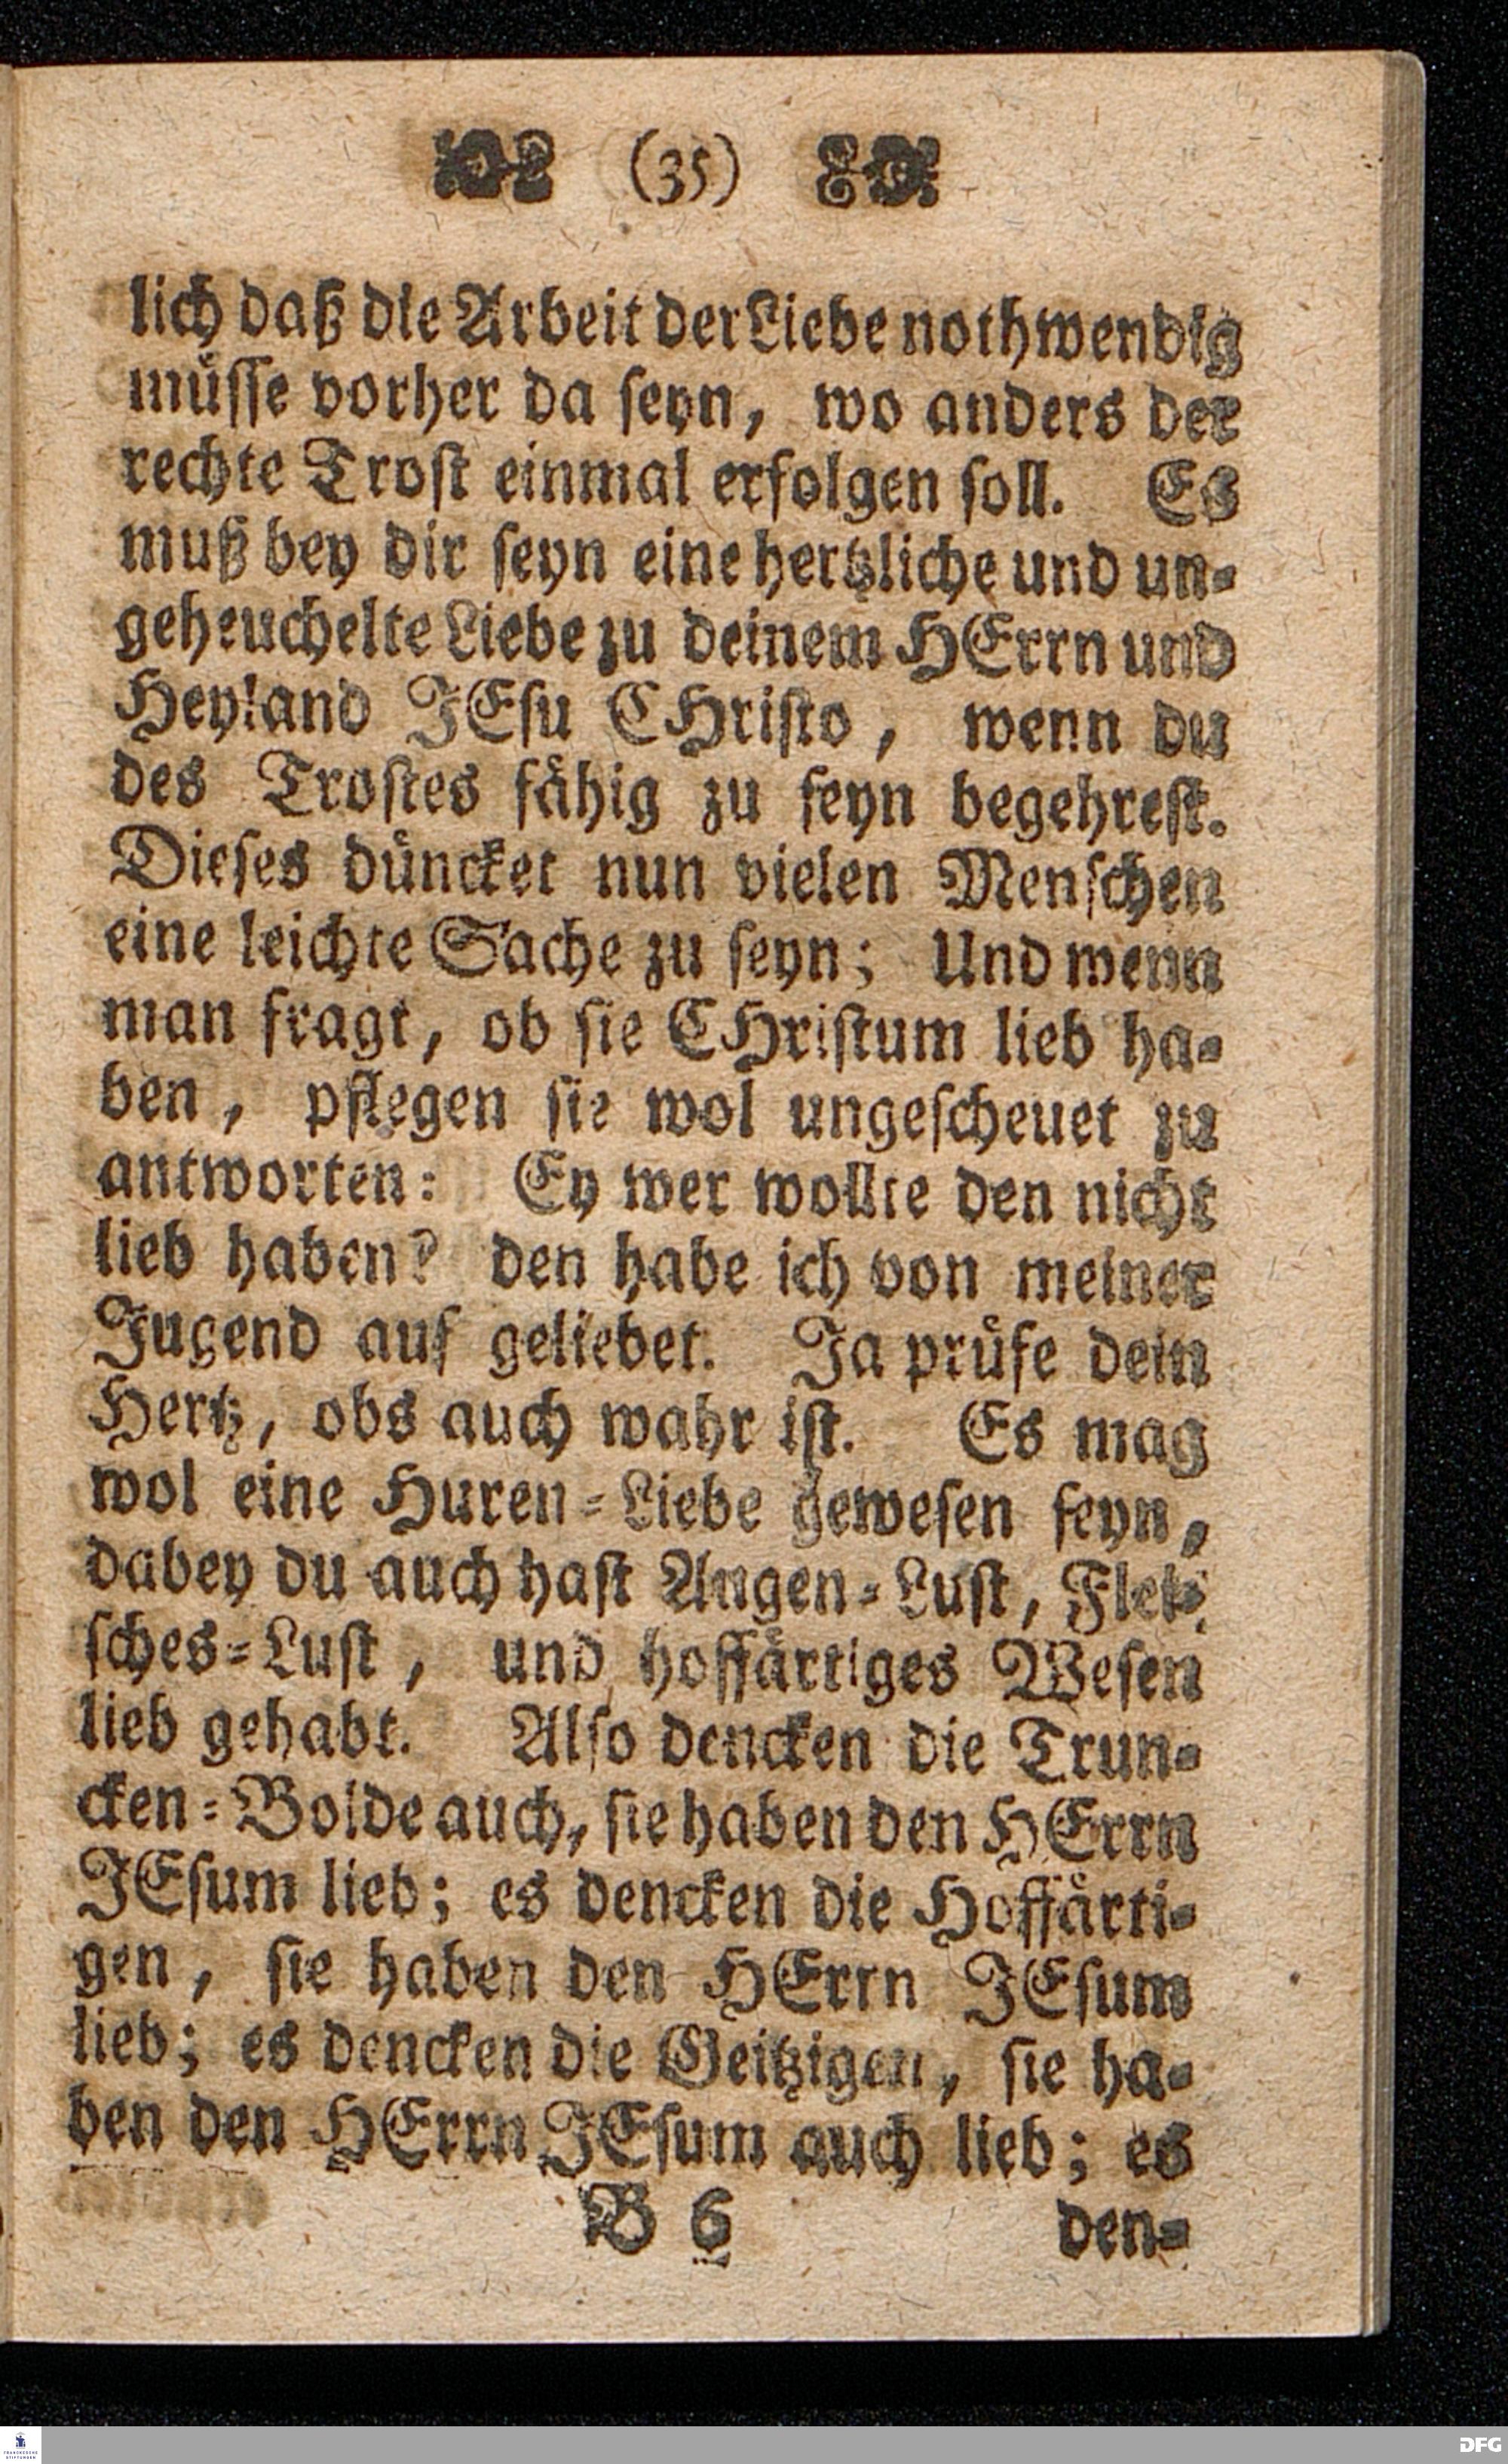 (35)
lich daß die Arbeit der Liebe nothwendig
müsse vorher da seyn, wo anders der
rechte Trost einmal erfolgen soll. Es
muß bey dir seyn eine hertzliche und un-
geheuchelte Liebe zu deinem HErrn und
Heyland JEsu CHristo, wenn du
des Trostes fähig zu seyn begehrest.
Dieses düncket nun vielen Menschen
eine leichte Sache zu seyn; Und wenn
man fragt, ob sie CHristum lieb ha-
ben, pflegen sie wol ungescheuet zu
antworten: Ey wer wollte den nicht
lieb haben? den habe ich von meiner
Jugend auf geliebet. Ja prüfe dein
Hertz, obs auch wahr ist. Es mag
wol eine Huren-Liebe gewesen seyn,
dabey du auch hast Augen-Lust, Flei-
sches-Lust, und hoffärtiges Wesen
lieb gehabt. Also dencken die Trun-
cken-Bolde auch, sie haben den HErrn
JEsum lieb; es dencken die Hoffärti-
gen, sie haben den HErrn JEsum
lieb; es dencken die Geitzigen, sie ha-
ben den HErrn JEsum auch lieb; es
B 6 den-
FRANCKESCHE STIFTUNGEN
DFG